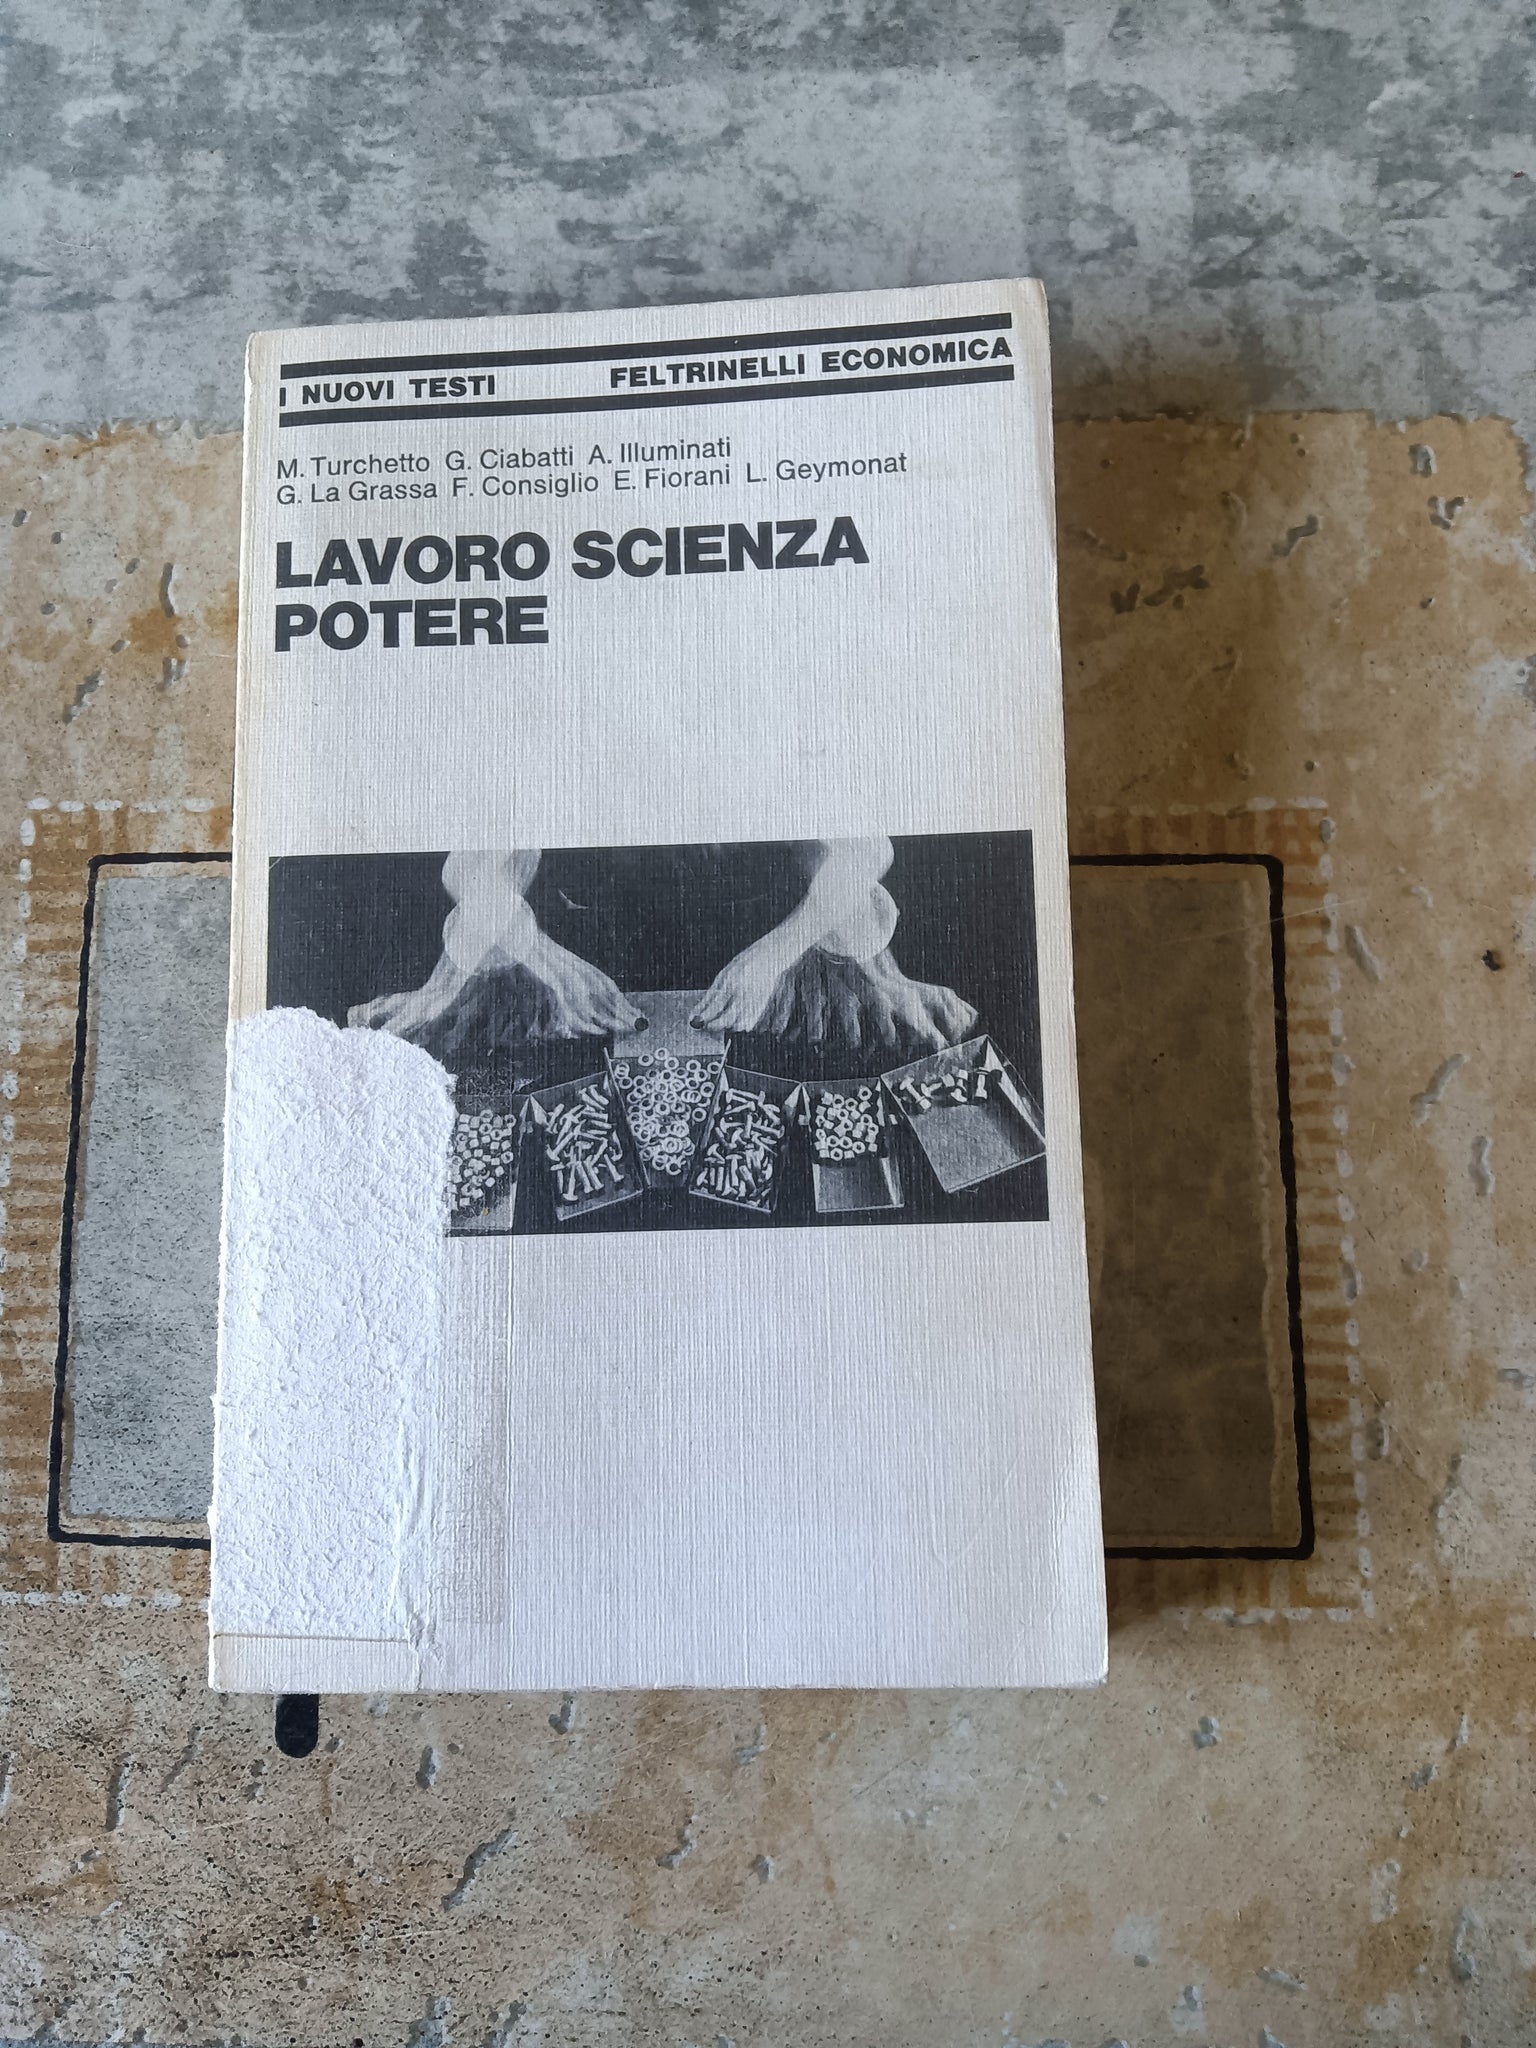 I NUOVI TESTI FELTRINELLI ECONOMICA
M. Turchetto G. Ciabatti A. Illuminati
G. La Grassa F. Consiglio E. Fiorani L. Geymonat
LAVORO SCIENZA
POTERE